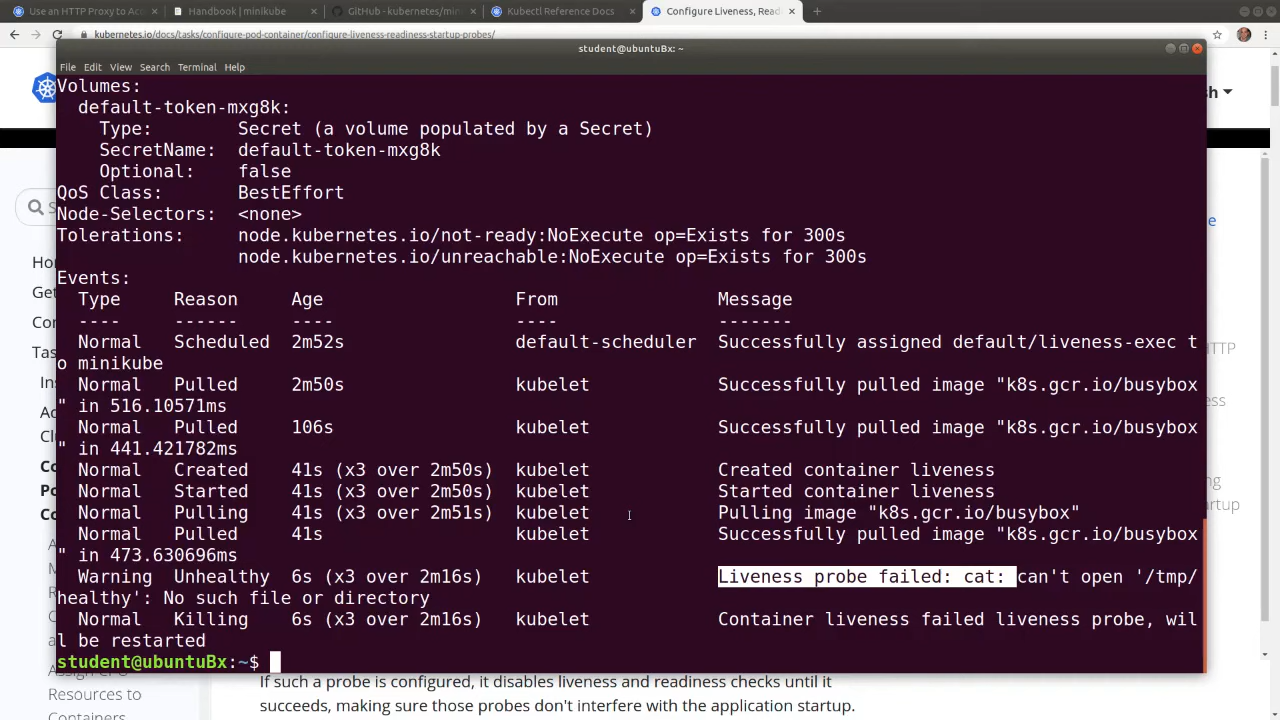 Use an HTTP Proxy to Acc
Handbook | minikube
GitHub - kubernetes/mini
Kubectl Reference Docs
Configure Liveness, Read
kubernetes.io/docs/tasks/configure-pod-container/configure-liveness-readiness-startup-probes/
student@ubuntuBx: ~
File Edit View Search Terminal Help
Volumes:
default-token-mxg8k:
Type: Secret (a volume populated by a Secret)
SecretName: default-token-mxg8k
Optional: false
QoS Class: BestEffort
Node-Selectors: <none>
Tolerations: node.kubernetes.io/not-ready:NoExecute op=Exists for 300s
node.kubernetes.io/unreachable:NoExecute op=Exists for 300s
Events:
Type Reason Age From Message
---- ------ ---- ---- -------
Normal Scheduled 2m52s default-scheduler Successfully assigned default/liveness-exec t
o minikube
Normal Pulled 2m50s kubelet Successfully pulled image "k8s.gcr.io/busybox
" in 516.10571ms
Normal Pulled 106s kubelet Successfully pulled image "k8s.gcr.io/busybox
" in 441.421782ms
Normal Created 41s (x3 over 2m50s) kubelet Created container liveness
Normal Started 41s (x3 over 2m50s) kubelet Started container liveness
Normal Pulling 41s (x3 over 2m51s) kubelet Pulling image "k8s.gcr.io/busybox"
Normal Pulled 41s kubelet Successfully pulled image "k8s.gcr.io/busybox
" in 473.630696ms
Warning Unhealthy 6s (x3 over 2m16s) kubelet Liveness probe failed: cat: can't open '/tmp/
healthy': No such file or directory
Normal Killing 6s (x3 over 2m16s) kubelet Container liveness failed liveness probe, wil
l be restarted
student@ubuntuBx:~$
Resources to
Containers
If such a probe is configured, it disables liveness and readiness checks until it
succeeds, making sure those probes don't interfere with the application startup.